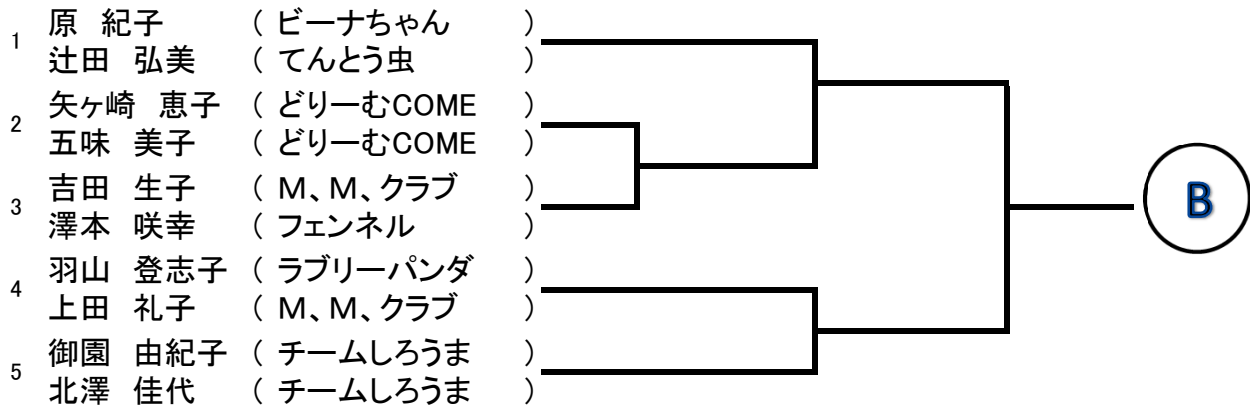 1 原 紀子 ( ビーナちゃん )
辻田 弘美 ( てんとう虫 )
2 矢ヶ崎 恵子 ( どりーむCOME )
五味 美子 ( どりーむCOME )
3 吉田 生子 ( M、M、クラブ )
澤本 咲幸 ( フェンネル )
4 羽山 登志子 ( ラブリーパンダ )
上田 礼子 ( M、M、クラブ )
5 御園 由紀子 ( チームしろうま )
北澤 佳代 ( チームしろうま )
B